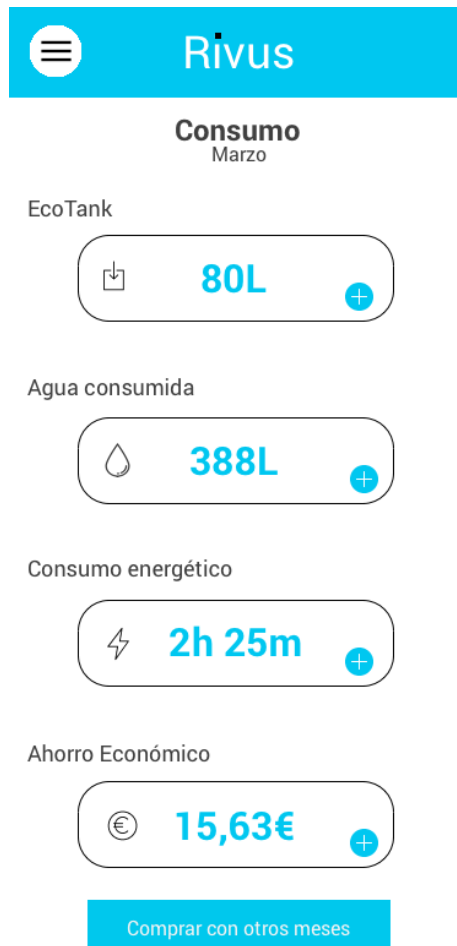 Rivus
Consumo
Marzo
EcoTank
80L
Agua consumida
388L
Consumo energético
2h 25m
Ahorro Económico
15,63€
Comprar con otros meses